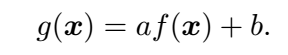 g(𝒙) = af(𝒙) + b.